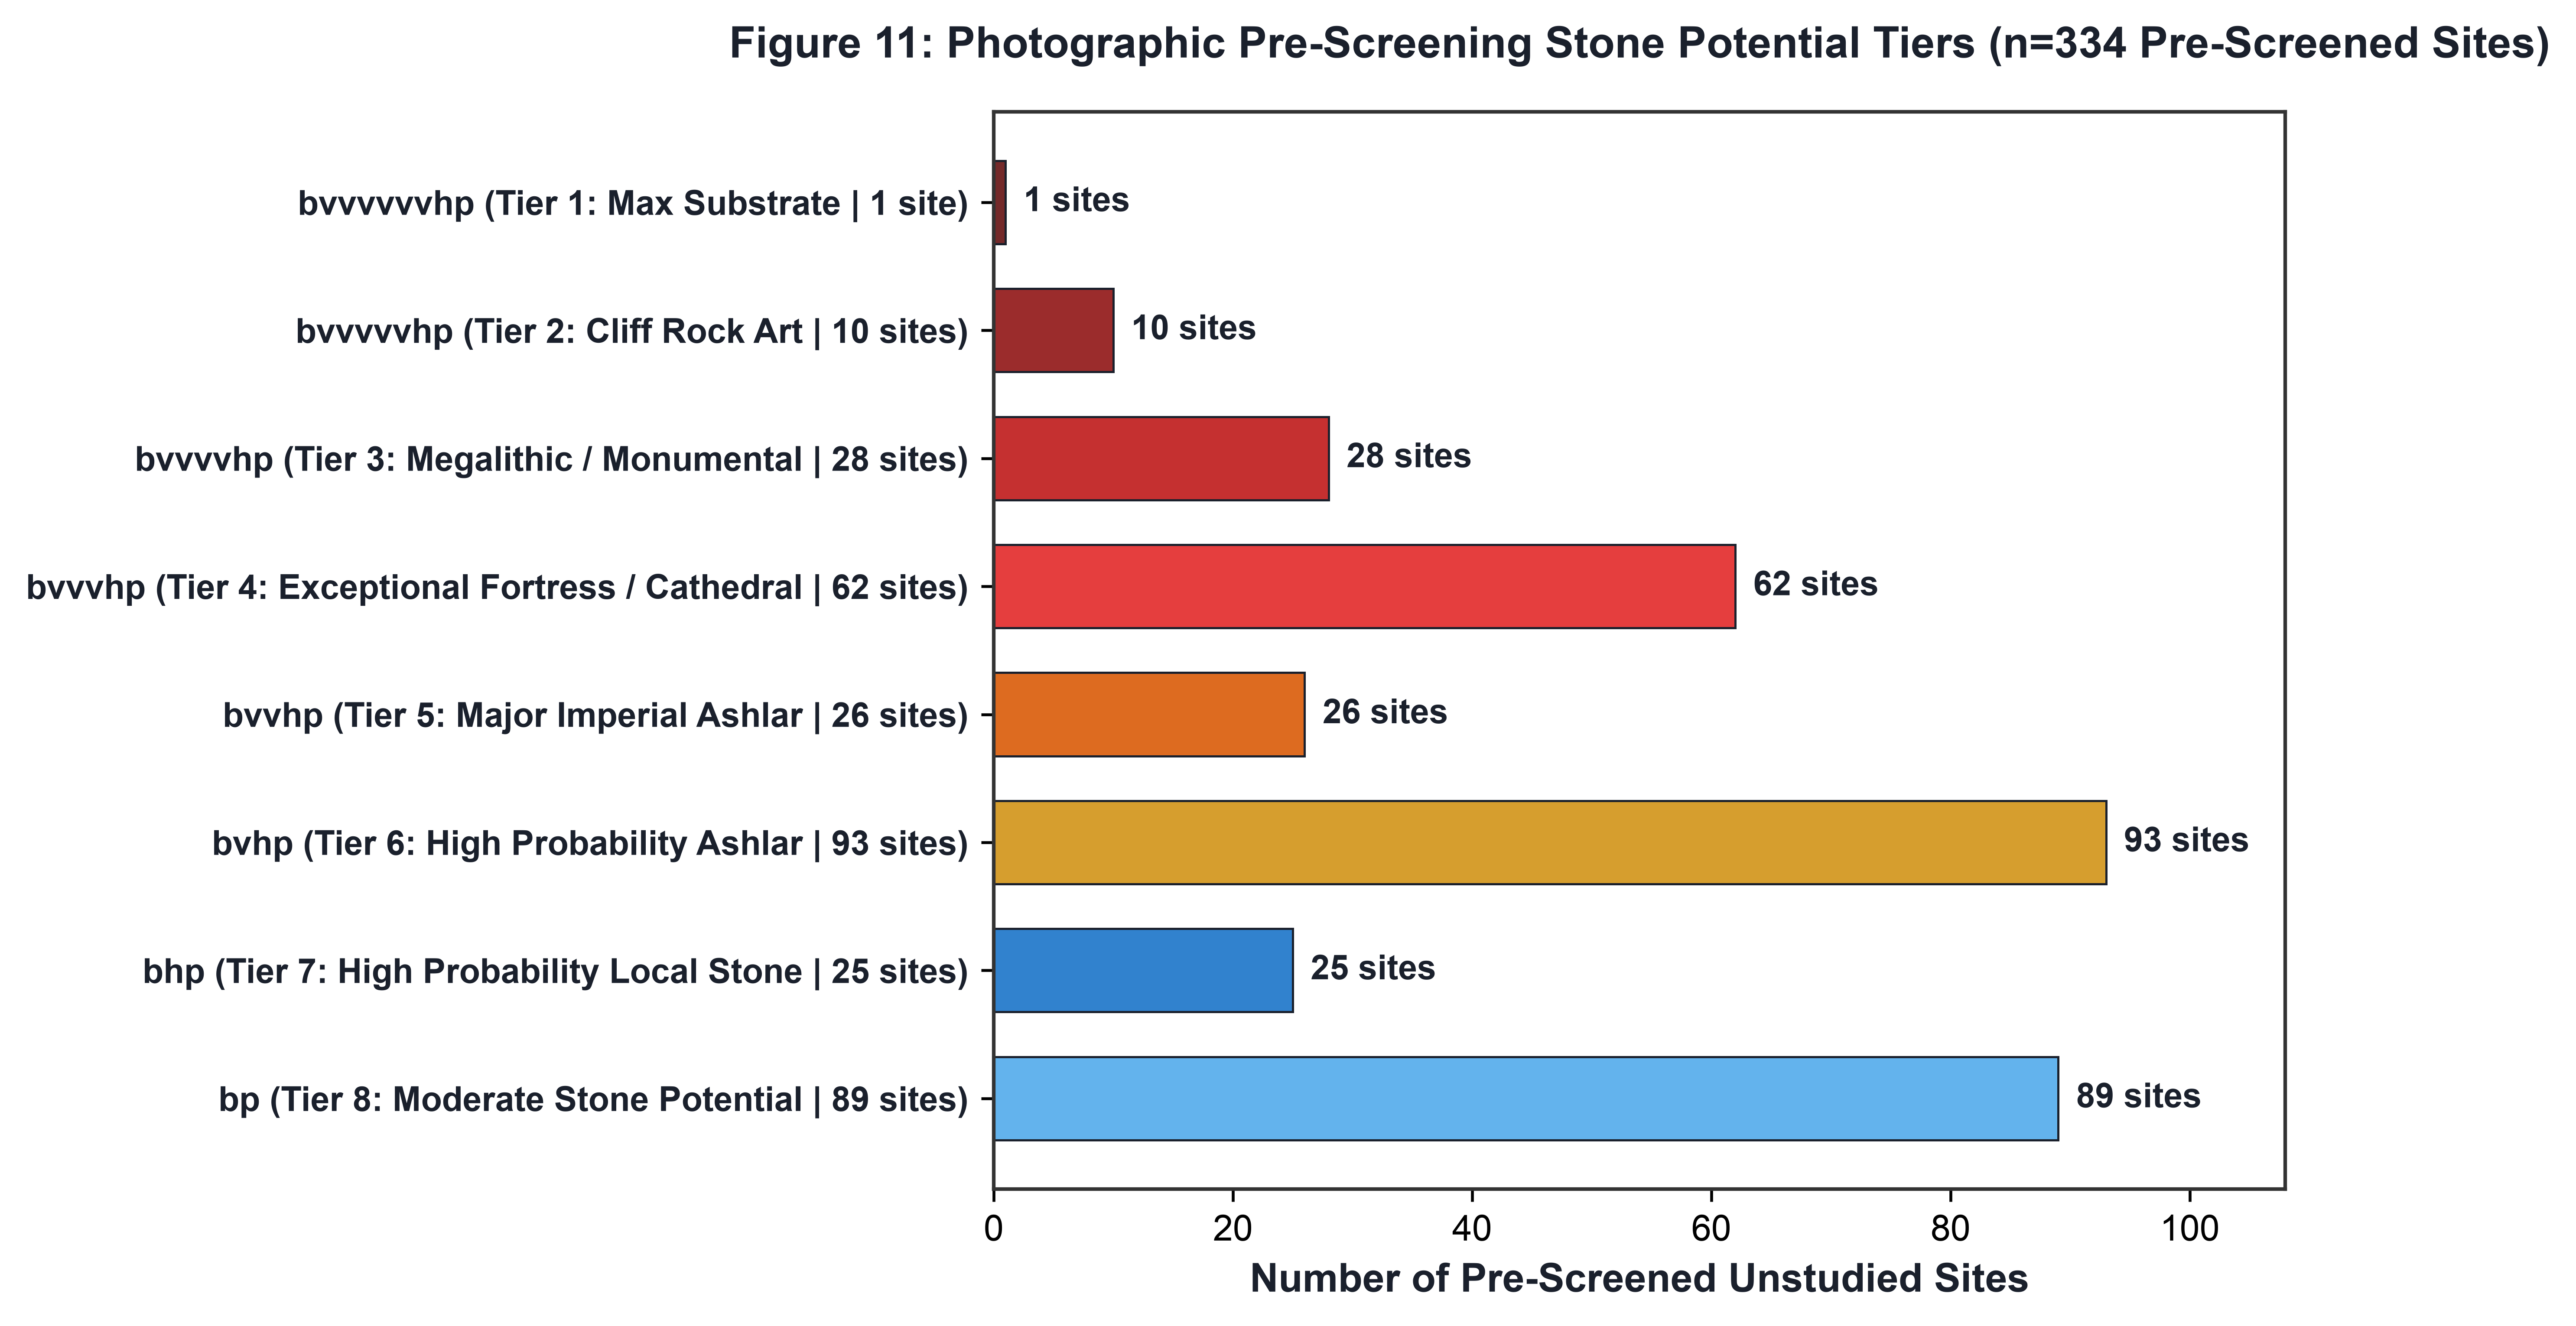 Figure 11: Photographic Pre-Screening Stone Potential Tiers (n=334 Pre-Screened Sites)
bvvvvvvhp (Tier 1: Max Substrate | 1 site)
1 sites
bvvvvvhp (Tier 2: Cliff Rock Art | 10 sites)
10 sites
bvvvvhp (Tier 3: Megalithic / Monumental | 28 sites)
28 sites
bvvvhp (Tier 4: Exceptional Fortress / Cathedral | 62 sites)
62 sites
bvvhp (Tier 5: Major Imperial Ashlar | 26 sites)
26 sites
bvhp (Tier 6: High Probability Ashlar | 93 sites)
93 sites
bhp (Tier 7: High Probability Local Stone | 25 sites)
25 sites
bp (Tier 8: Moderate Stone Potential | 89 sites)
89 sites
0 20 40 60 80 100
Number of Pre-Screened Unstudied Sites